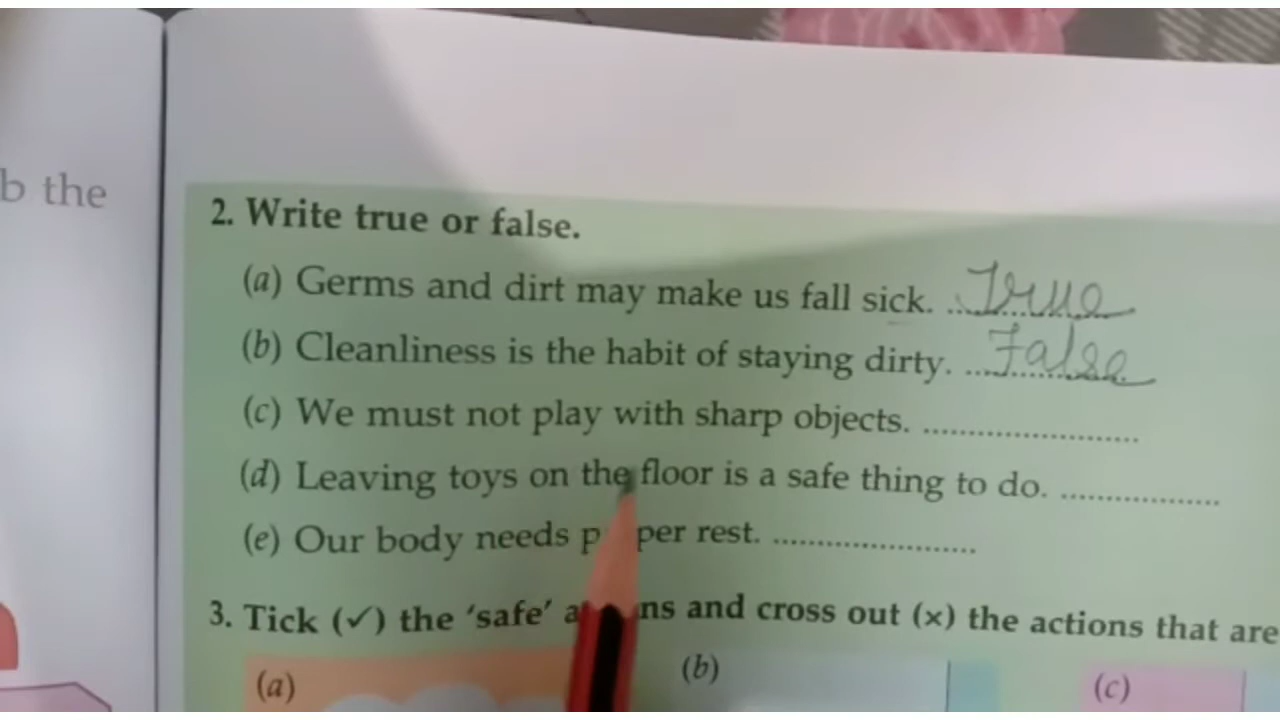 b the
2. Write true or false.
(a) Germs and dirt may make us fall sick. True
(b) Cleanliness is the habit of staying dirty. False
(c) We must not play with sharp objects. ........................
(d) Leaving toys on the floor is a safe thing to do. ..................
(e) Our body needs p per rest. ......................
3. Tick (✓) the ‘safe’ a ns and cross out (×) the actions that are
(a) (b) (c)